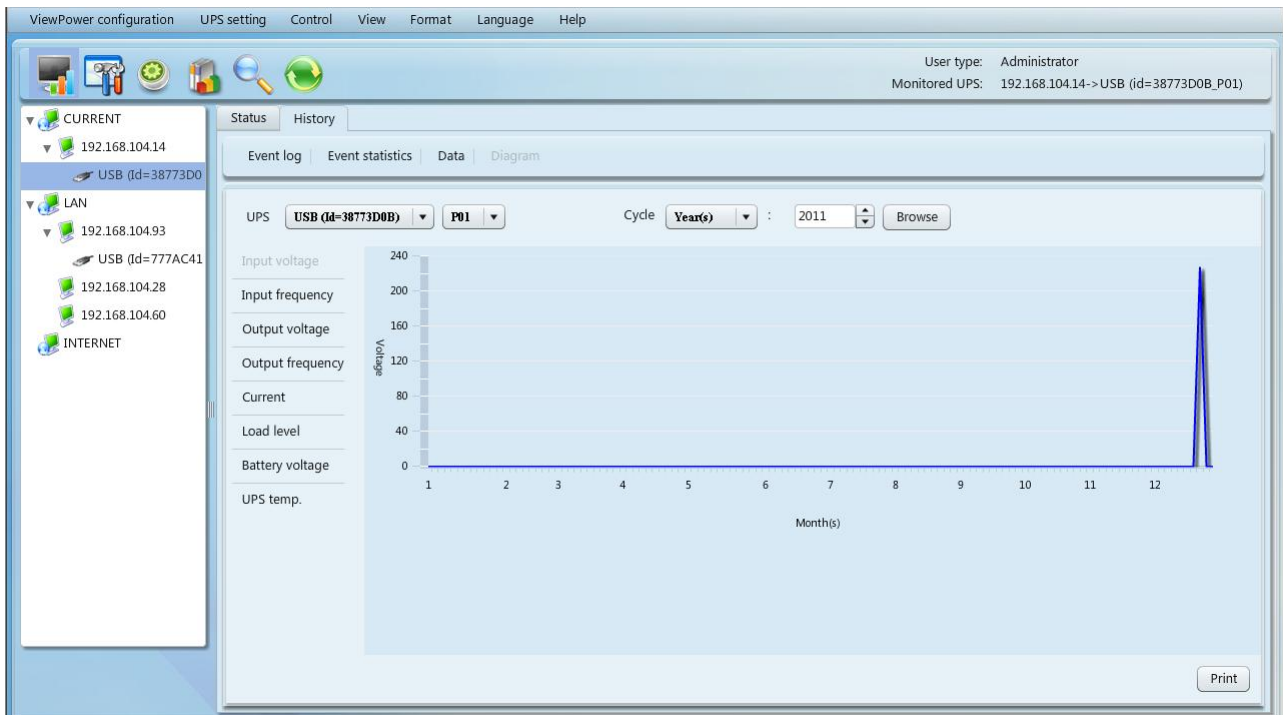 ViewPower configuration UPS setting Control View Format Language Help
User type: Administrator
Monitored UPS: 192.168.104.14->USB (id=38773D0B_P01)
CURRENT
192.168.104.14
USB (Id=38773D0
LAN
192.168.104.93
USB (Id=777AC41
192.168.104.28
192.168.104.60
INTERNET
Status History
Event log Event statistics Data Diagram
UPS USB (Id=38773D0B) P01 Cycle Year(s) : 2011 Browse
Input voltage
Input frequency
Output voltage
Output frequency
Current
Load level
Battery voltage
UPS temp.
Voltage
240
200
160
120
80
40
0
1 2 3 4 5 6 7 8 9 10 11 12
Month(s)
Print